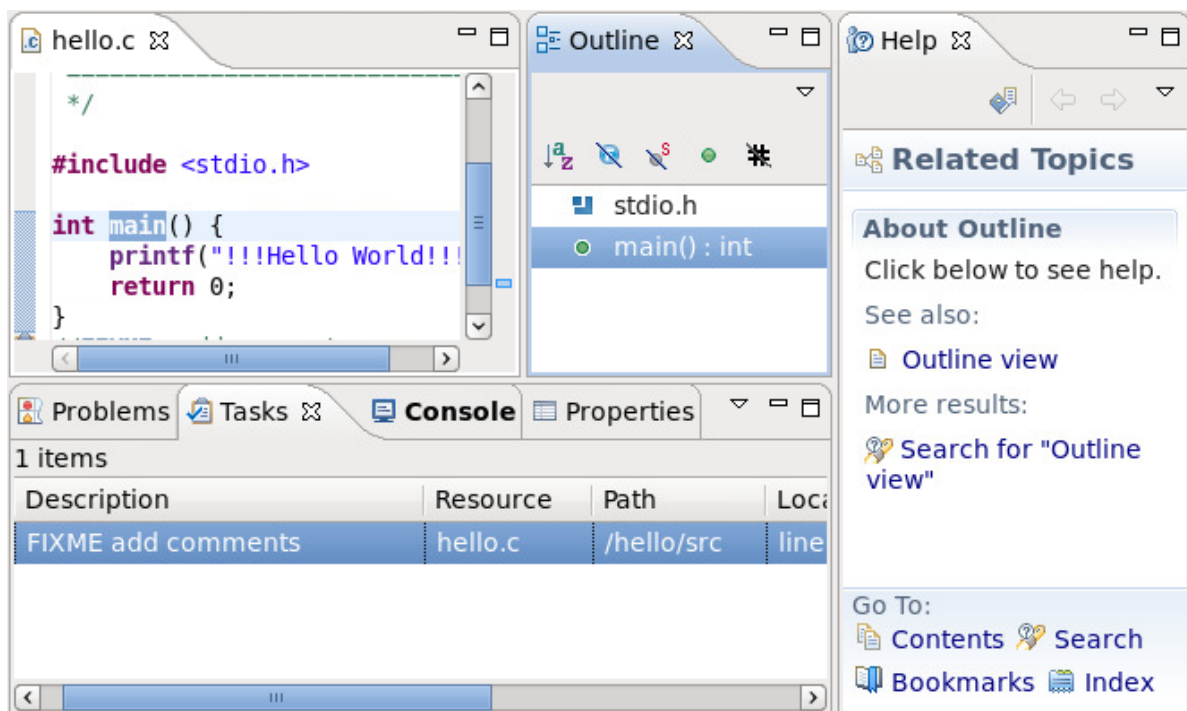 hello.c
*/
#include <stdio.h>
int main() {
printf("!!!Hello World!!!
return 0;
}
Outline
stdio.h
main() : int
Help
Related Topics
About Outline
Click below to see help.
See also:
Outline view
More results:
Search for "Outline
view"
Go To:
Contents Search
Bookmarks Index
Problems Tasks Console Properties
1 items
Description Resource Path Loca
FIXME add comments hello.c /hello/src line